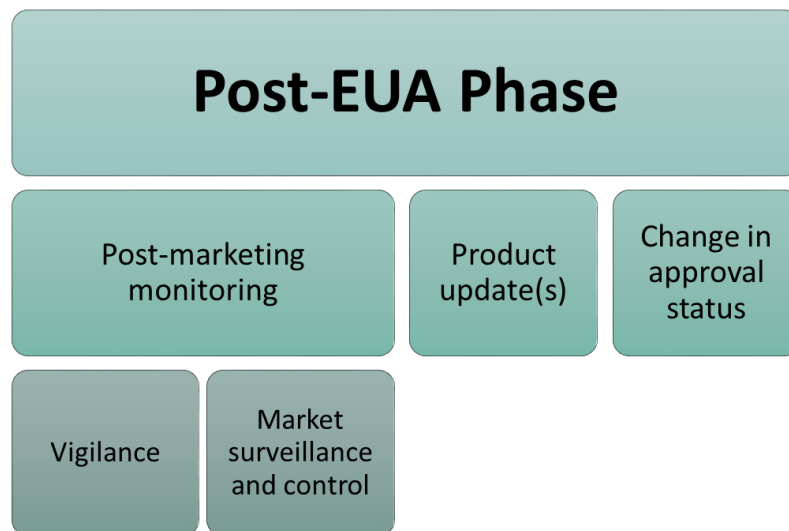 Post-EUA Phase
Post-marketing
monitoring
Product
update(s)
Change in
approval
status
Vigilance
Market
surveillance
and control